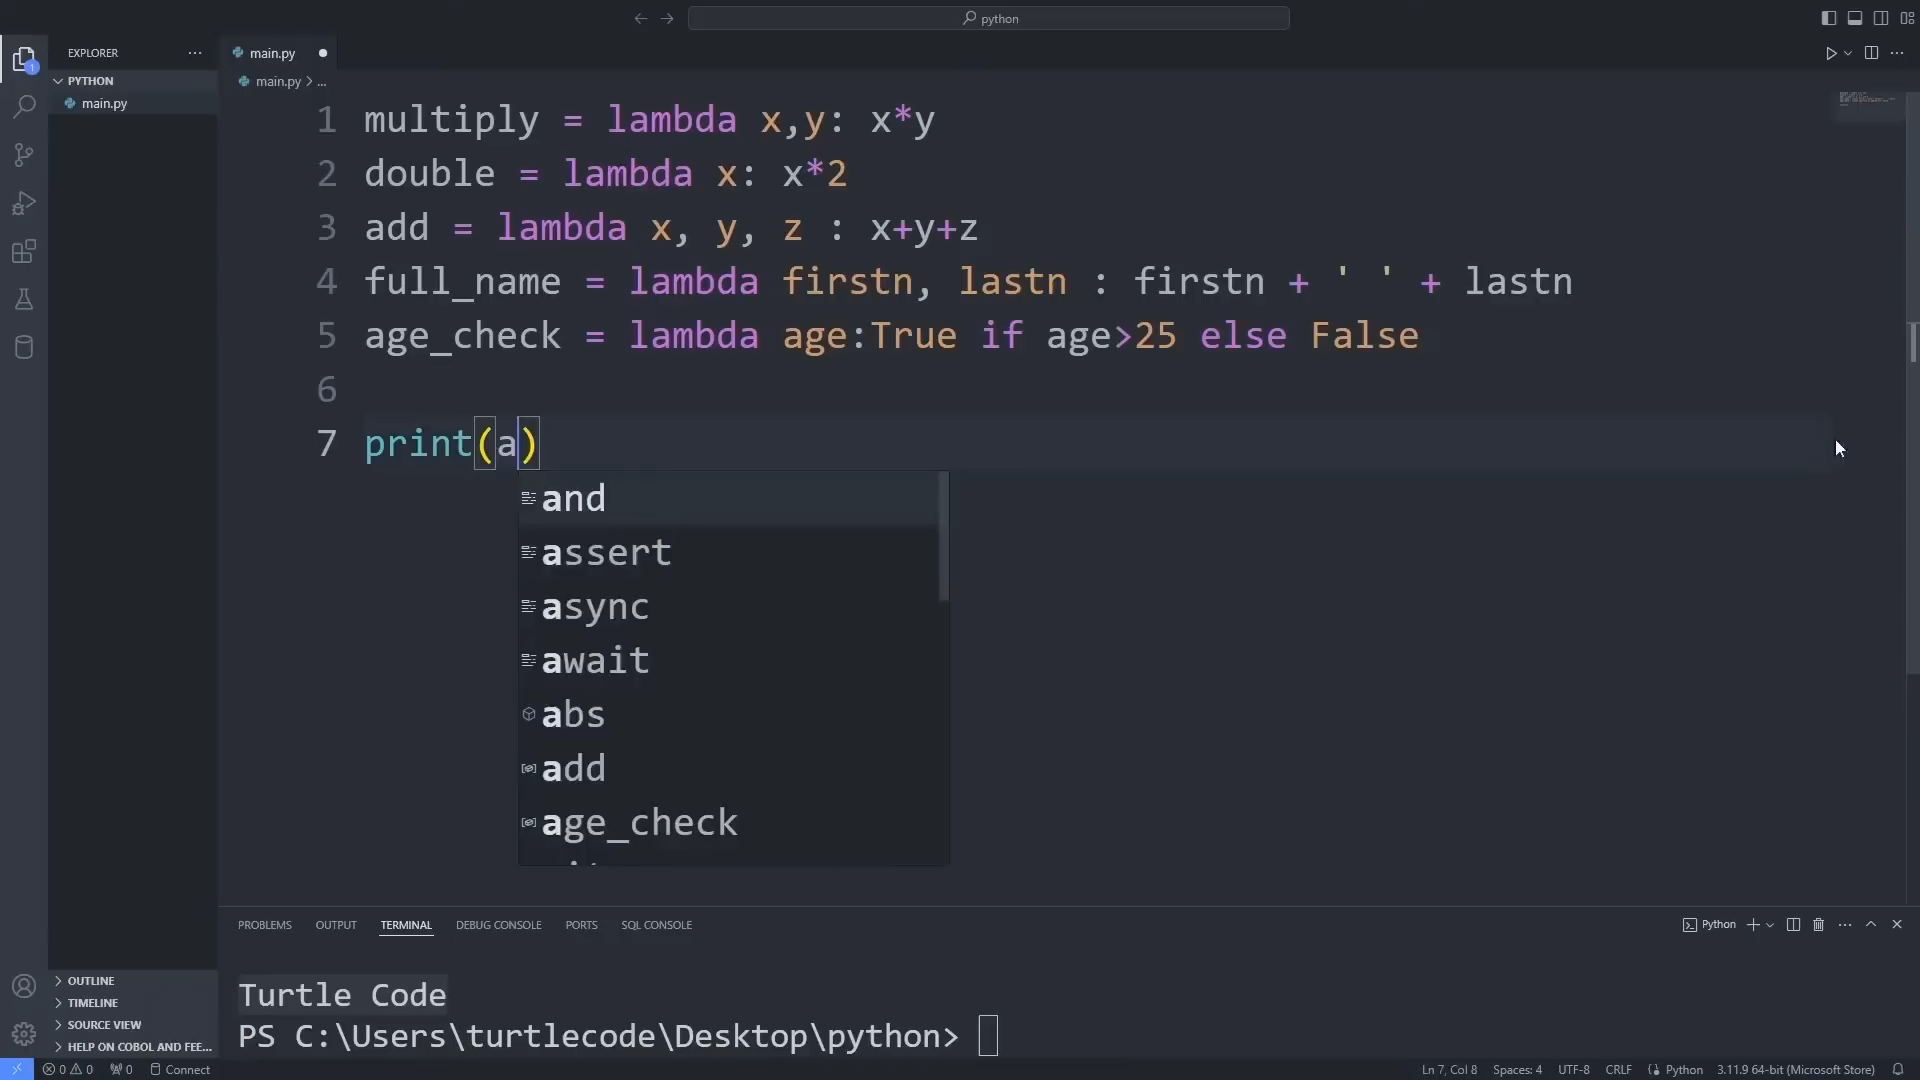 python
EXPLORER
PYTHON
main.py
main.py
main.py > ...
1 multiply = lambda x,y: x*y
2 double = lambda x: x*2
3 add = lambda x, y, z : x+y+z
4 full_name = lambda firstn, lastn : firstn + ' ' + lastn
5 age_check = lambda age:True if age>25 else False
6
7 print(a)
and
assert
async
await
abs
add
age_check
PROBLEMS OUTPUT TERMINAL DEBUG CONSOLE PORTS SQL CONSOLE
Python
Turtle Code
PS C:\Users\turtlecode\Desktop\python>
OUTLINE
TIMELINE
SOURCE VIEW
HELP ON COBOL AND FEE...
0 0 0 Connect
Ln 7, Col 8 Spaces: 4 UTF-8 CRLF Python 3.11.9 64-bit (Microsoft Store)